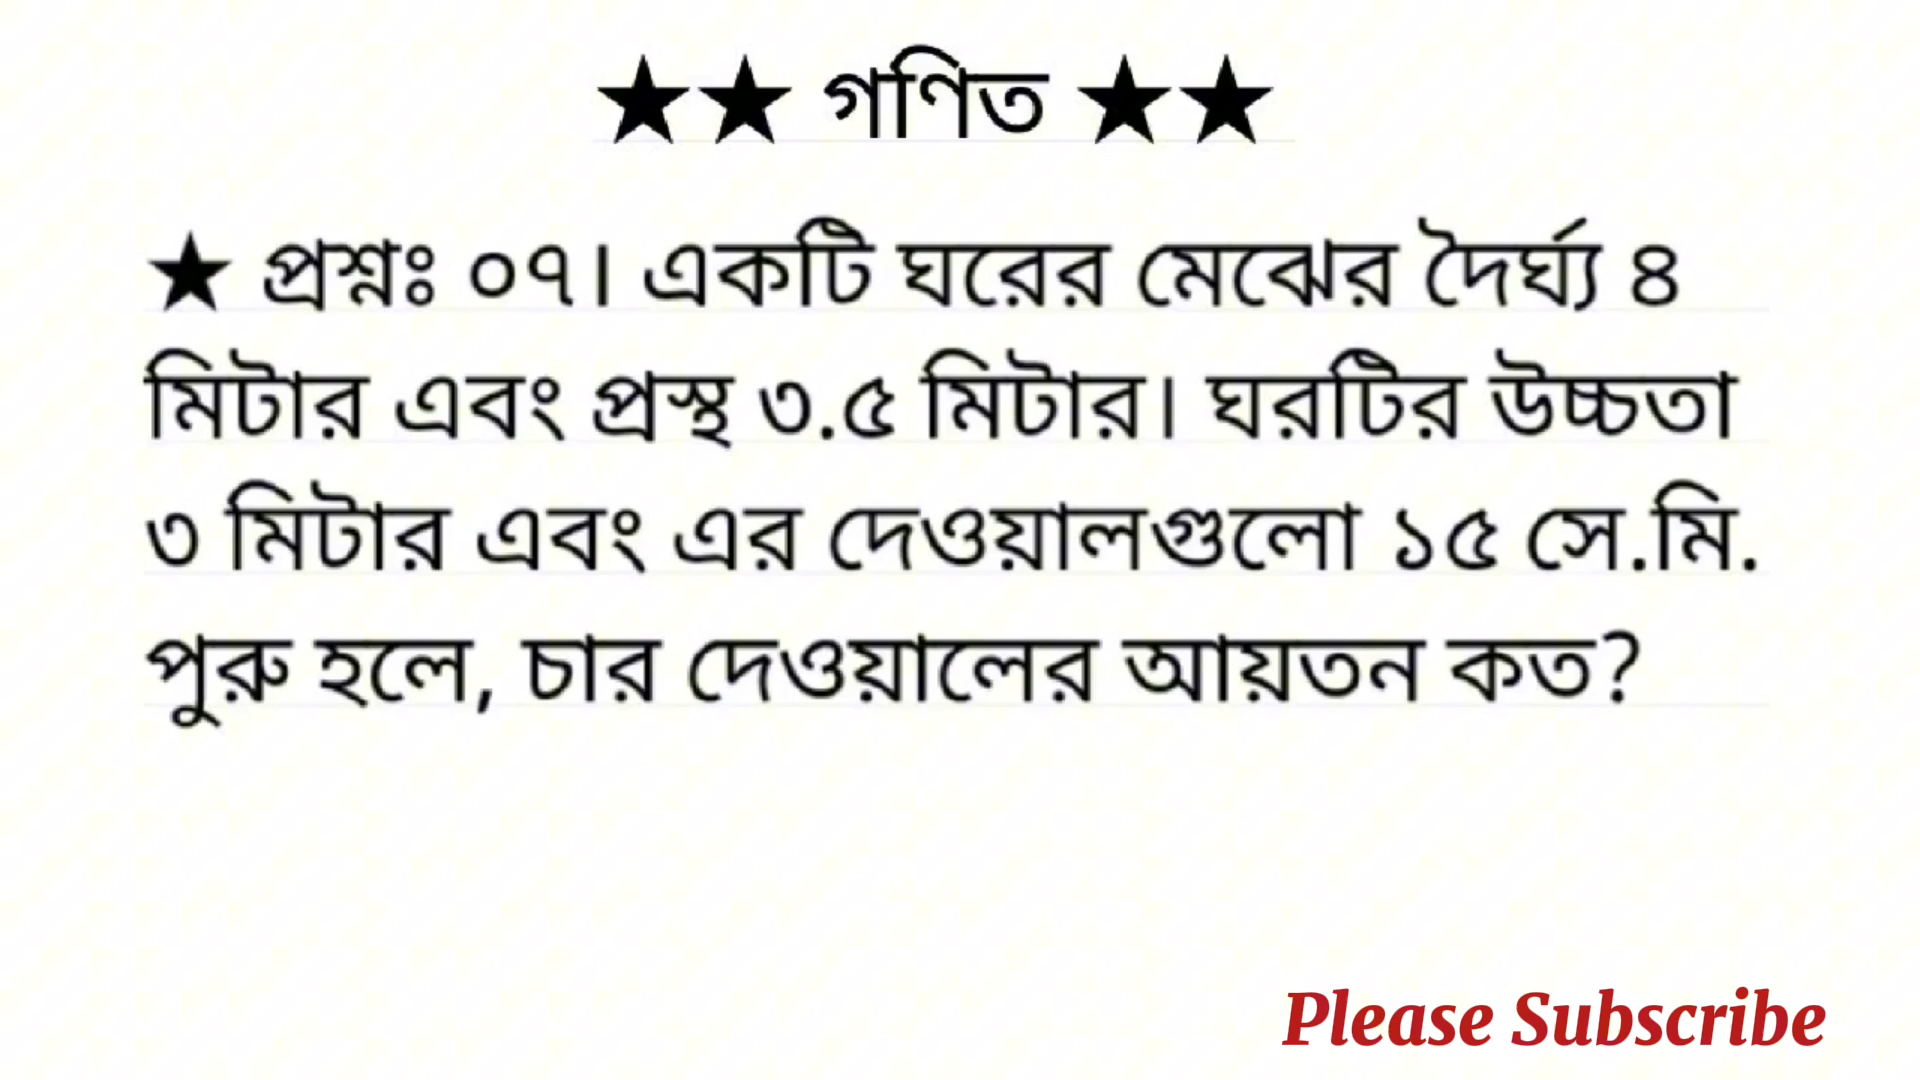 ★★ গণিত ★★
★ প্রশ্নঃ ০৭। একটি ঘরের মেঝের দৈর্ঘ্য ৪
মিটার এবং প্রস্থ ৩.৫ মিটার। ঘরটির উচ্চতা
৩ মিটার এবং এর দেওয়ালগুলো ১৫ সে.মি.
পুরু হলে, চার দেওয়ালের আয়তন কত?
Please Subscribe